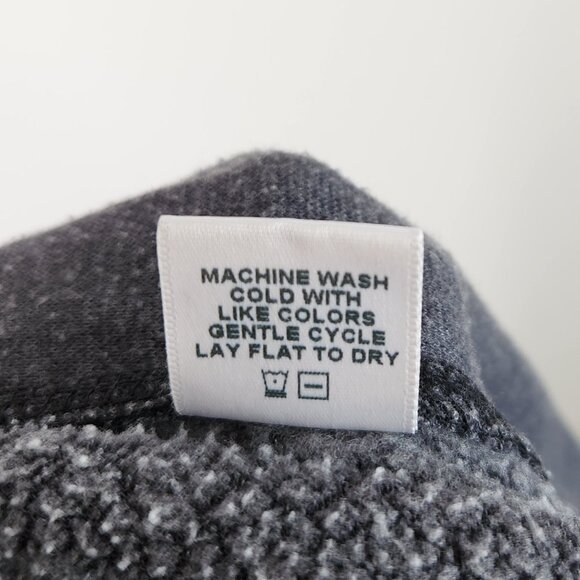 MACHINE WASH
COLD WITH
LIKE COLORS
GENTLE CYCLE
LAY FLAT TO DRY